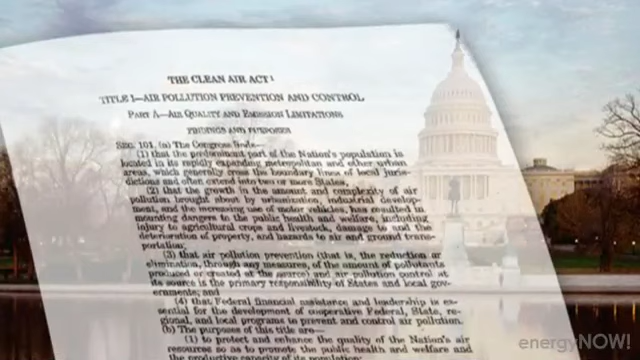 THE CLEAN AIR ACT¹
TITLE I—AIR POLLUTION PREVENTION AND CONTROL
PART A—AIR QUALITY AND EMISSION LIMITATIONS
FINDINGS AND PURPOSES
SEC. 101. (a) The Congress finds—
(1) that the predominant part of the Nation's population is
located in its rapidly expanding metropolitan and other urban
areas, which generally cross the boundary lines of local juris-
dictions and often extend into two or more States;
(2) that the growth in the amount and complexity of air
pollution brought about by urbanization, industrial develop-
ment, and the increasing use of motor vehicles, has resulted in
mounting dangers to the public health and welfare, including
injury to agricultural crops and livestock, damage to and the
deterioration of property, and hazards to air and ground trans-
portation;
(3) that air pollution prevention (that is, the reduction or
elimination, through any measures, of the amount of pollutants
produced or created at the source) and air pollution control at
its source is the primary responsibility of States and local gov-
ernments; and
(4) that Federal financial assistance and leadership is es-
sential for the development of cooperative Federal, State, re-
gional, and local programs to prevent and control air pollution.
(b) The purposes of this title are—
(1) to protect and enhance the quality of the Nation's air
resources so as to promote the public health and welfare and
the productive capacity of its population;
energyNOW!